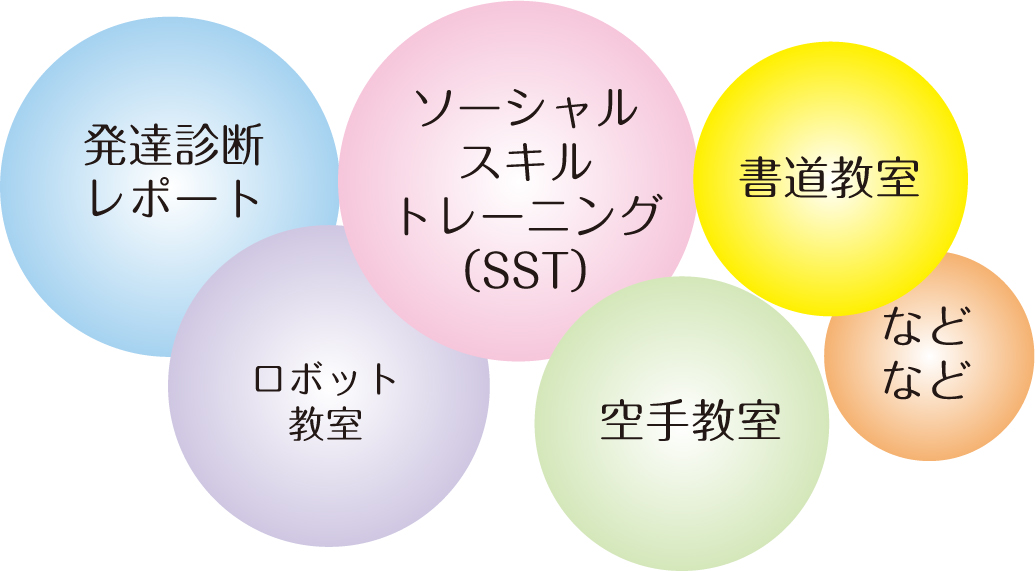 発達診断
レポート
ソーシャル
スキル
トレーニング
(SST)
書道教室
ロボット
教室
空手教室
など
など